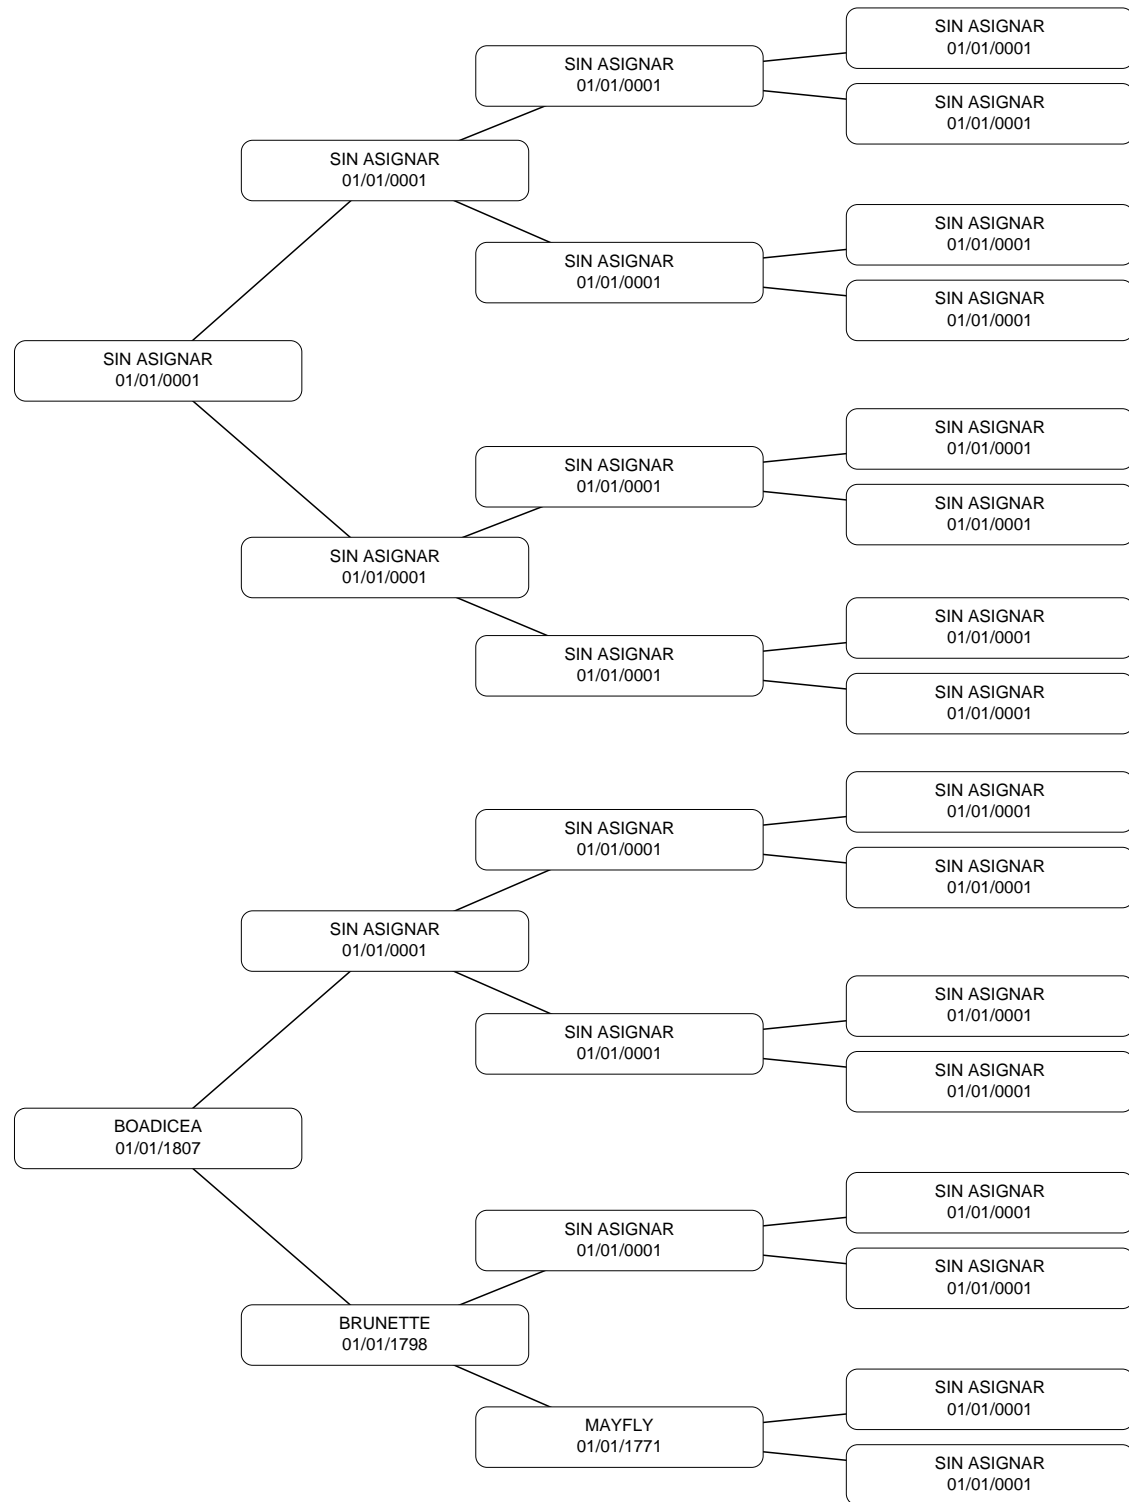 SIN ASIGNAR
01/01/0001
SIN ASIGNAR
01/01/0001
SIN ASIGNAR
01/01/0001
SIN ASIGNAR
01/01/0001
SIN ASIGNAR
01/01/0001
SIN ASIGNAR
01/01/0001
SIN ASIGNAR
01/01/0001
SIN ASIGNAR
01/01/0001
SIN ASIGNAR
01/01/0001
SIN ASIGNAR
01/01/0001
SIN ASIGNAR
01/01/0001
SIN ASIGNAR
01/01/0001
SIN ASIGNAR
01/01/0001
SIN ASIGNAR
01/01/0001
SIN ASIGNAR
01/01/0001
SIN ASIGNAR
01/01/0001
SIN ASIGNAR
01/01/0001
SIN ASIGNAR
01/01/0001
SIN ASIGNAR
01/01/0001
SIN ASIGNAR
01/01/0001
SIN ASIGNAR
01/01/0001
SIN ASIGNAR
01/01/0001
BOADICEA
01/01/1807
SIN ASIGNAR
01/01/0001
SIN ASIGNAR
01/01/0001
SIN ASIGNAR
01/01/0001
BRUNETTE
01/01/1798
SIN ASIGNAR
01/01/0001
MAYFLY
01/01/1771
SIN ASIGNAR
01/01/0001